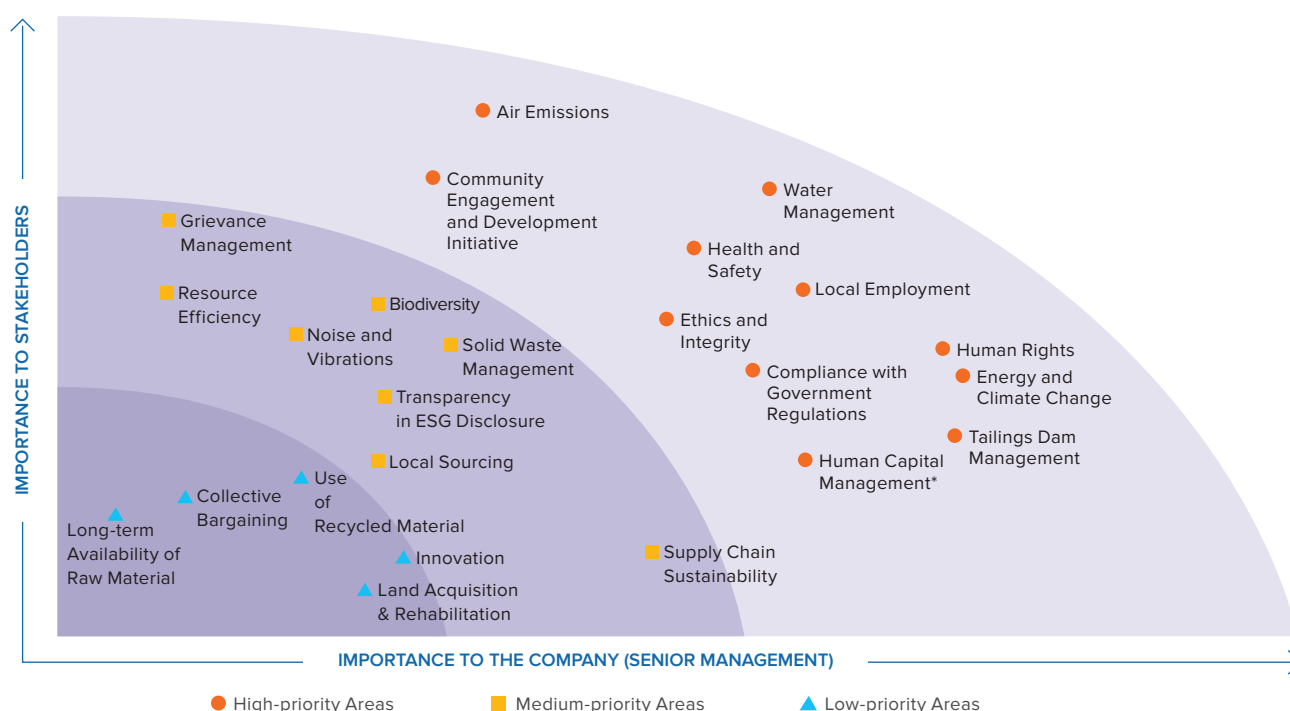 IMPORTANCE TO STAKEHOLDERS
Air Emissions
Community
Engagement
and Development
Initiative
Water
Management
Grievance
Management
Health and
Safety
Resource
Efficiency
Local Employment
Biodiversity
Ethics and
Integrity
Noise and
Vibrations
Solid Waste
Management
Human Rights
Compliance with
Government
Regulations
Energy and
Climate Change
Transparency
in ESG Disclosure
Tailings Dam
Management
Local Sourcing
Human Capital
Management*
Use
of
Recycled Material
Collective
Bargaining
Long-term
Availability of
Raw Material
Innovation
Supply Chain
Sustainability
Land Acquisition
& Rehabilitation
IMPORTANCE TO THE COMPANY (SENIOR MANAGEMENT)
High-priority Areas
Medium-priority Areas
Low-priority Areas